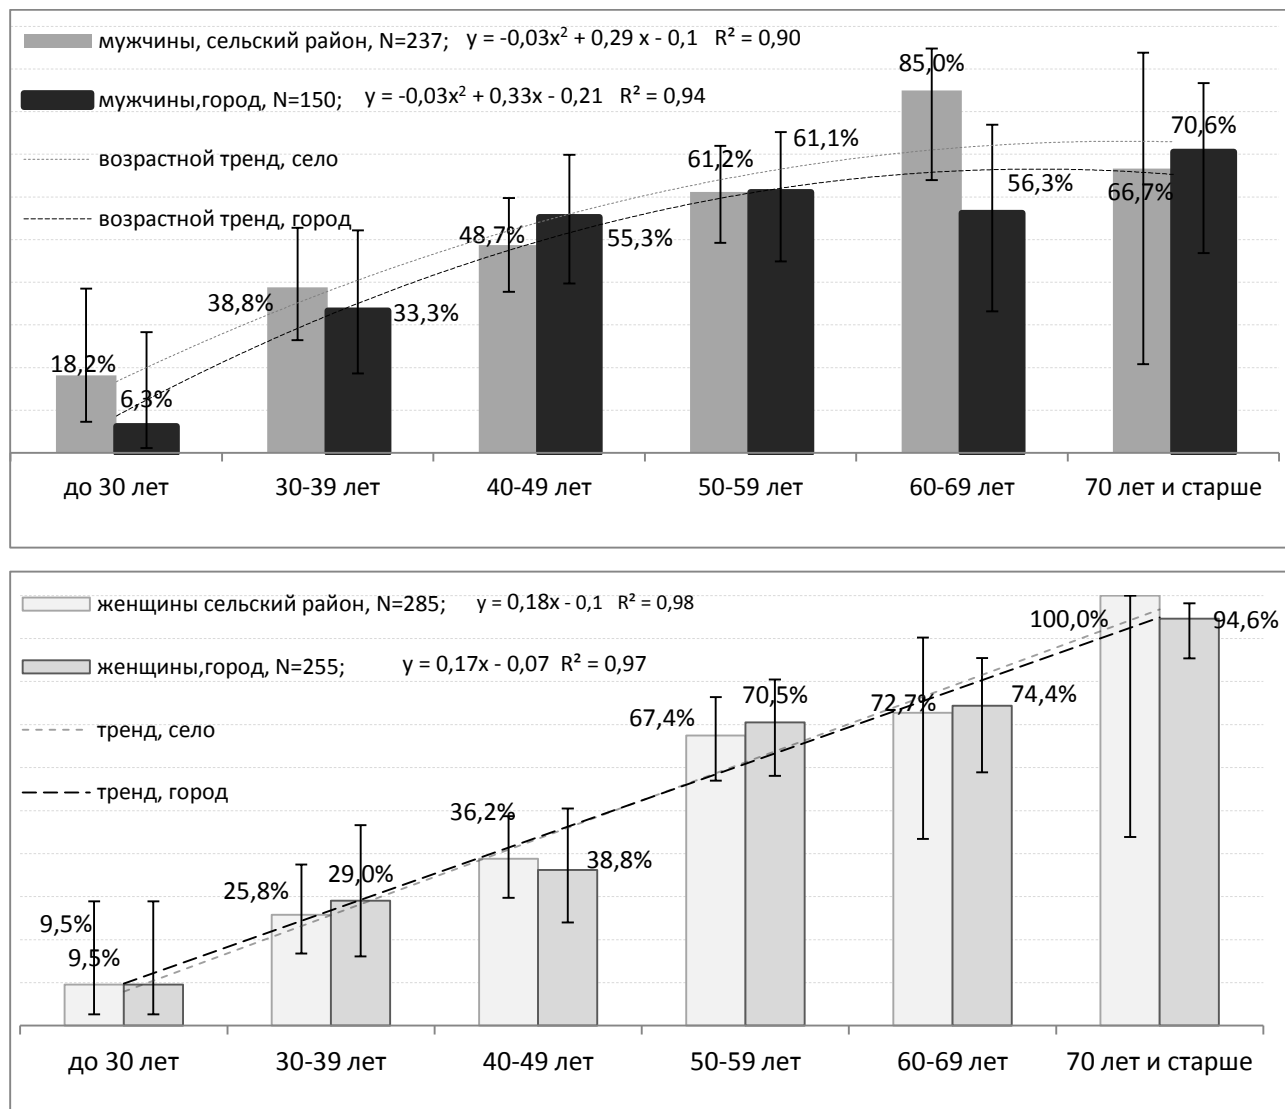 мужчины, сельский район, N=237; y = -0,03x² + 0,29 x - 0,1 R² = 0,90
мужчины,город, N=150; y = -0,03x² + 0,33x - 0,21 R² = 0,94
возрастной тренд, село
возрастной тренд, город
18,2%
6,3%
38,8%
33,3%
48,7%
55,3%
61,2%
61,1%
85,0%
56,3%
66,7%
70,6%
до 30 лет
30-39 лет
40-49 лет
50-59 лет
60-69 лет
70 лет и старше
женщины сельский район, N=285; y = 0,18x - 0,1 R² = 0,98
женщины,город, N=255; y = 0,17x - 0,07 R² = 0,97
тренд, село
тренд, город
9,5%
9,5%
25,8%
29,0%
36,2%
38,8%
67,4%
70,5%
72,7%
74,4%
100,0%
94,6%
до 30 лет
30-39 лет
40-49 лет
50-59 лет
60-69 лет
70 лет и старше